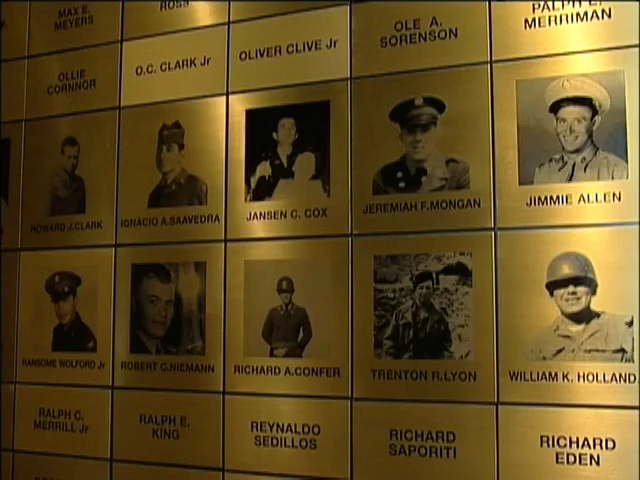 MAX E.
MEYERS
ROSS
OLE A.
SORENSON
RALPH E.
MERRIMAN
OLLIE
CORNNOR
O.C. CLARK Jr
OLIVER CLIVE Jr
HOWARD J. CLARK
IGNACIO A. SAAVEDRA
JANSEN C. COX
JEREMIAH F. MONGAN
JIMMIE ALLEN
RANSOME WOLFORD Jr
ROBERT C. NIEMANN
RICHARD A. CONFER
TRENTON R. LYON
WILLIAM K. HOLLAND
RALPH C.
MERRILL Jr
RALPH E.
KING
REYNALDO
SEDILLOS
RICHARD
SAPORITI
RICHARD
EDEN